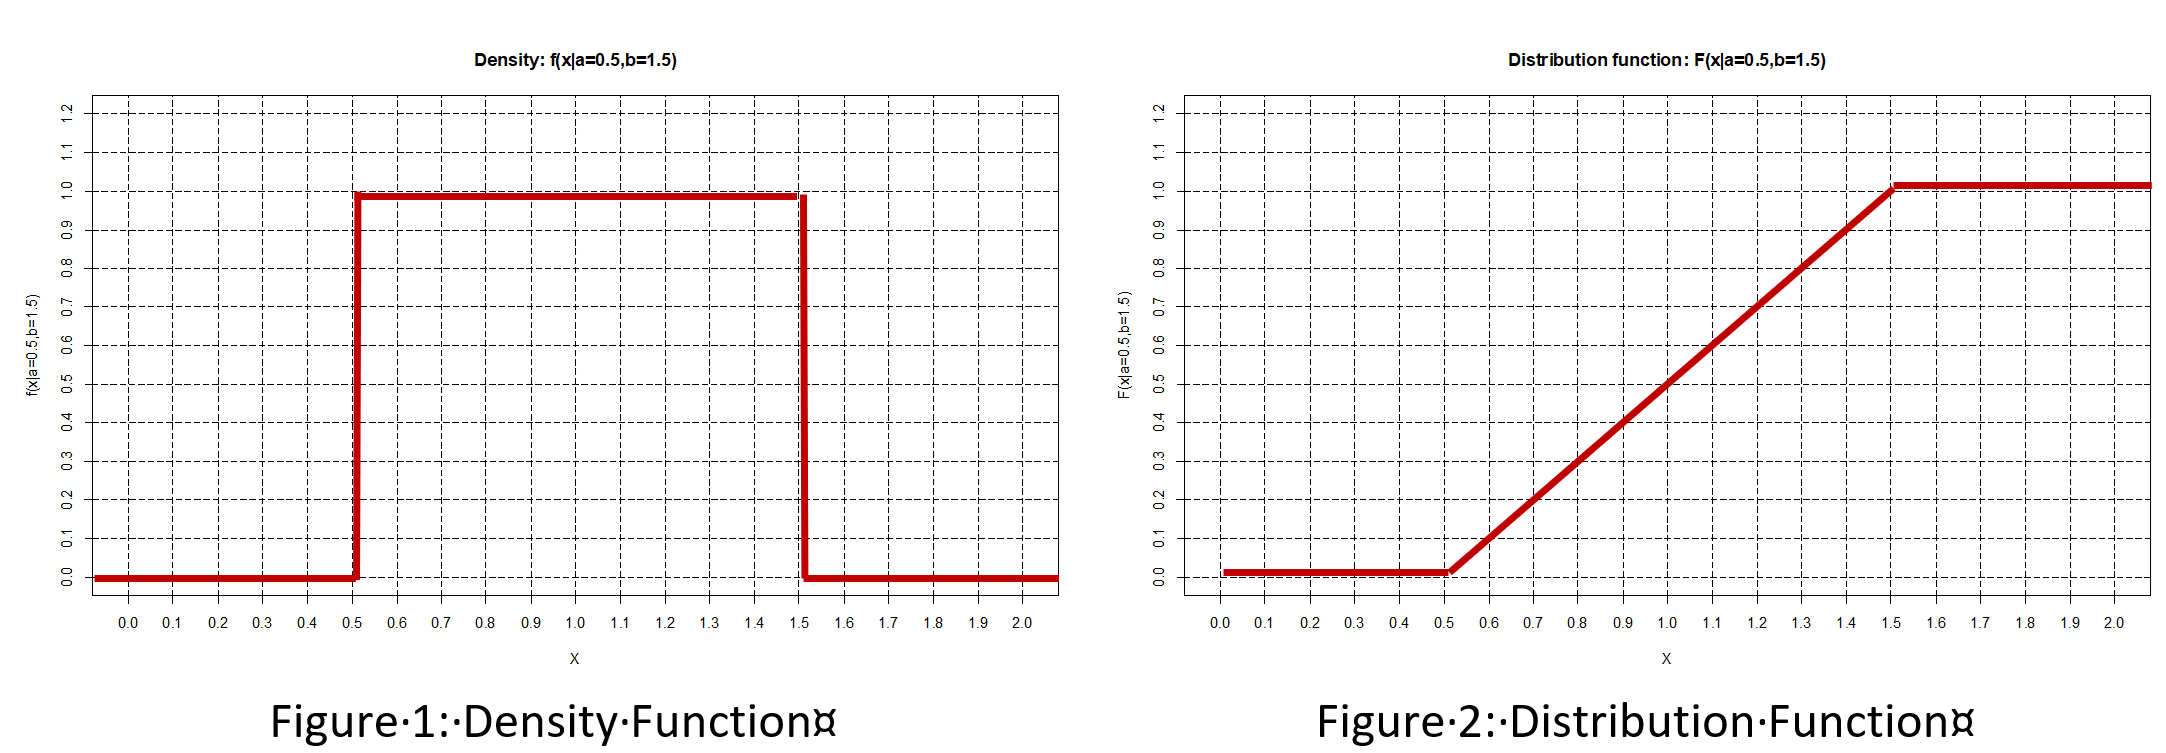 Density: f(x|a=0.5,b=1.5)
f(x|a=0.5,b=1.5)
1.2
1.1
1.0
0.9
0.8
0.7
0.6
0.5
0.4
0.3
0.2
0.1
0.0
0.0 0.1 0.2 0.3 0.4 0.5 0.6 0.7 0.8 0.9 1.0 1.1 1.2 1.3 1.4 1.5 1.6 1.7 1.8 1.9 2.0
X
Figure·1:·Density·Function¤
Distribution function: F(x|a=0.5,b=1.5)
F(x|a=0.5,b=1.5)
1.2
1.1
1.0
0.9
0.8
0.7
0.6
0.5
0.4
0.3
0.2
0.1
0.0
0.0 0.1 0.2 0.3 0.4 0.5 0.6 0.7 0.8 0.9 1.0 1.1 1.2 1.3 1.4 1.5 1.6 1.7 1.8 1.9 2.0
X
Figure·2:·Distribution·Function¤